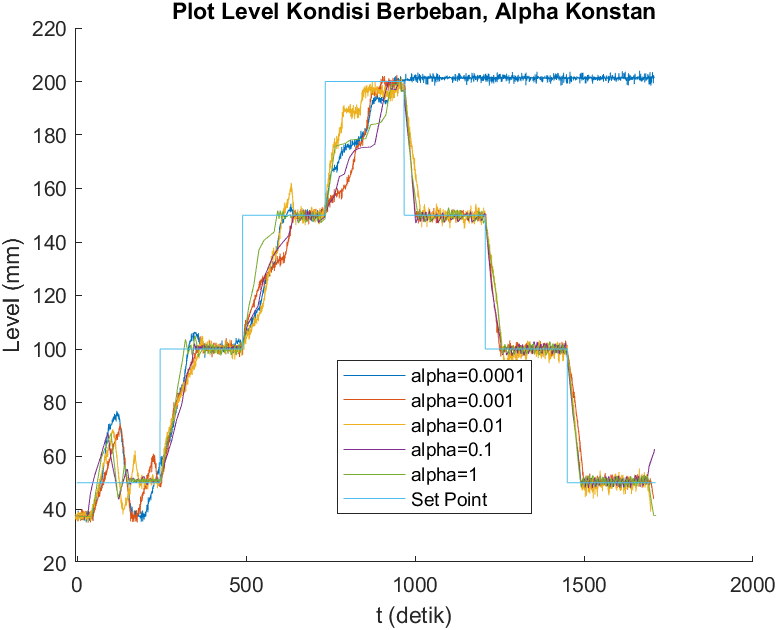 Plot Level Kondisi Berbeban, Alpha Konstan
220
200
180
160
140
120
100
80
60
40
20
Level (mm)
alpha=0.0001
alpha=0.001
alpha=0.01
alpha=0.1
alpha=1
Set Point
0
500
1000
1500
2000
t (detik)